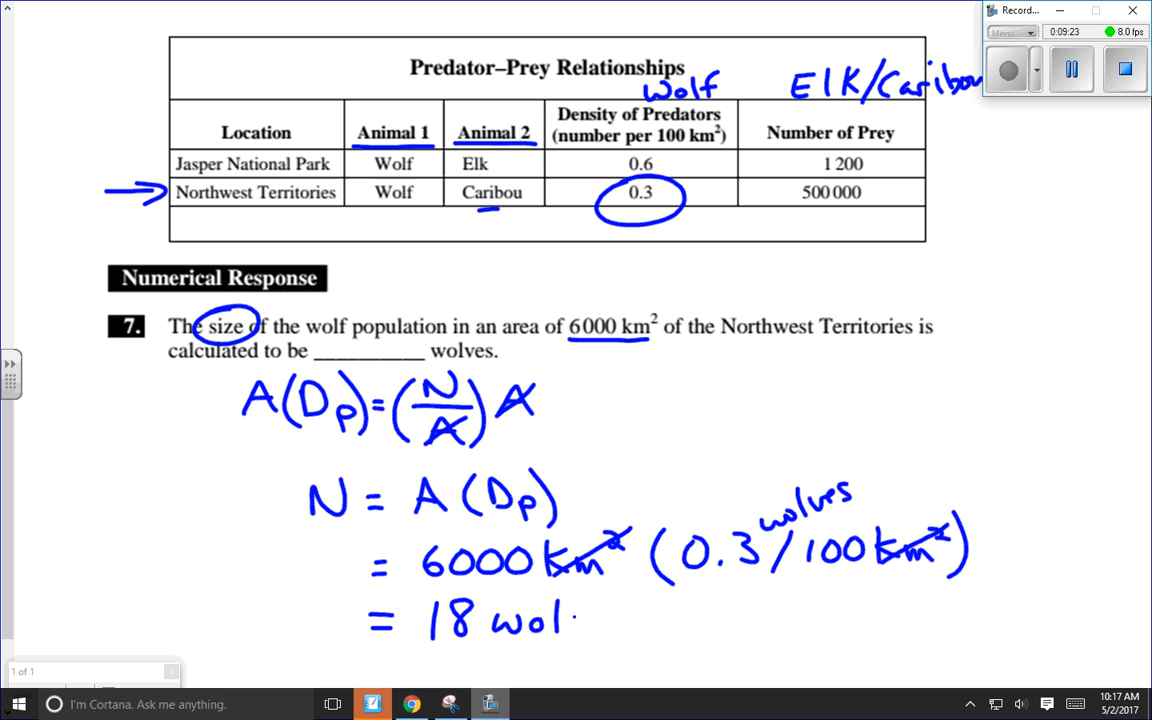 Record...
Menu
0:09:23
8.0 fps
Predator–Prey Relationships
Wolf
Elk/Caribou
Location
Animal 1
Animal 2
Density of Predators
(number per 100 km²)
Number of Prey
Jasper National Park Wolf Elk 0.6 1 200
Northwest Territories Wolf Caribou 0.3 500 000
Numerical Response
7. The size of the wolf population in an area of 6000 km² of the Northwest Territories is
calculated to be __________ wolves.
A(Dp) = (N/A) A
N = A (Dp)
wolves
= 6000 km² (0.3/100 km²)
= 18 wol
1 of 1
I'm Cortana. Ask me anything.
10:17 AM
5/2/2017